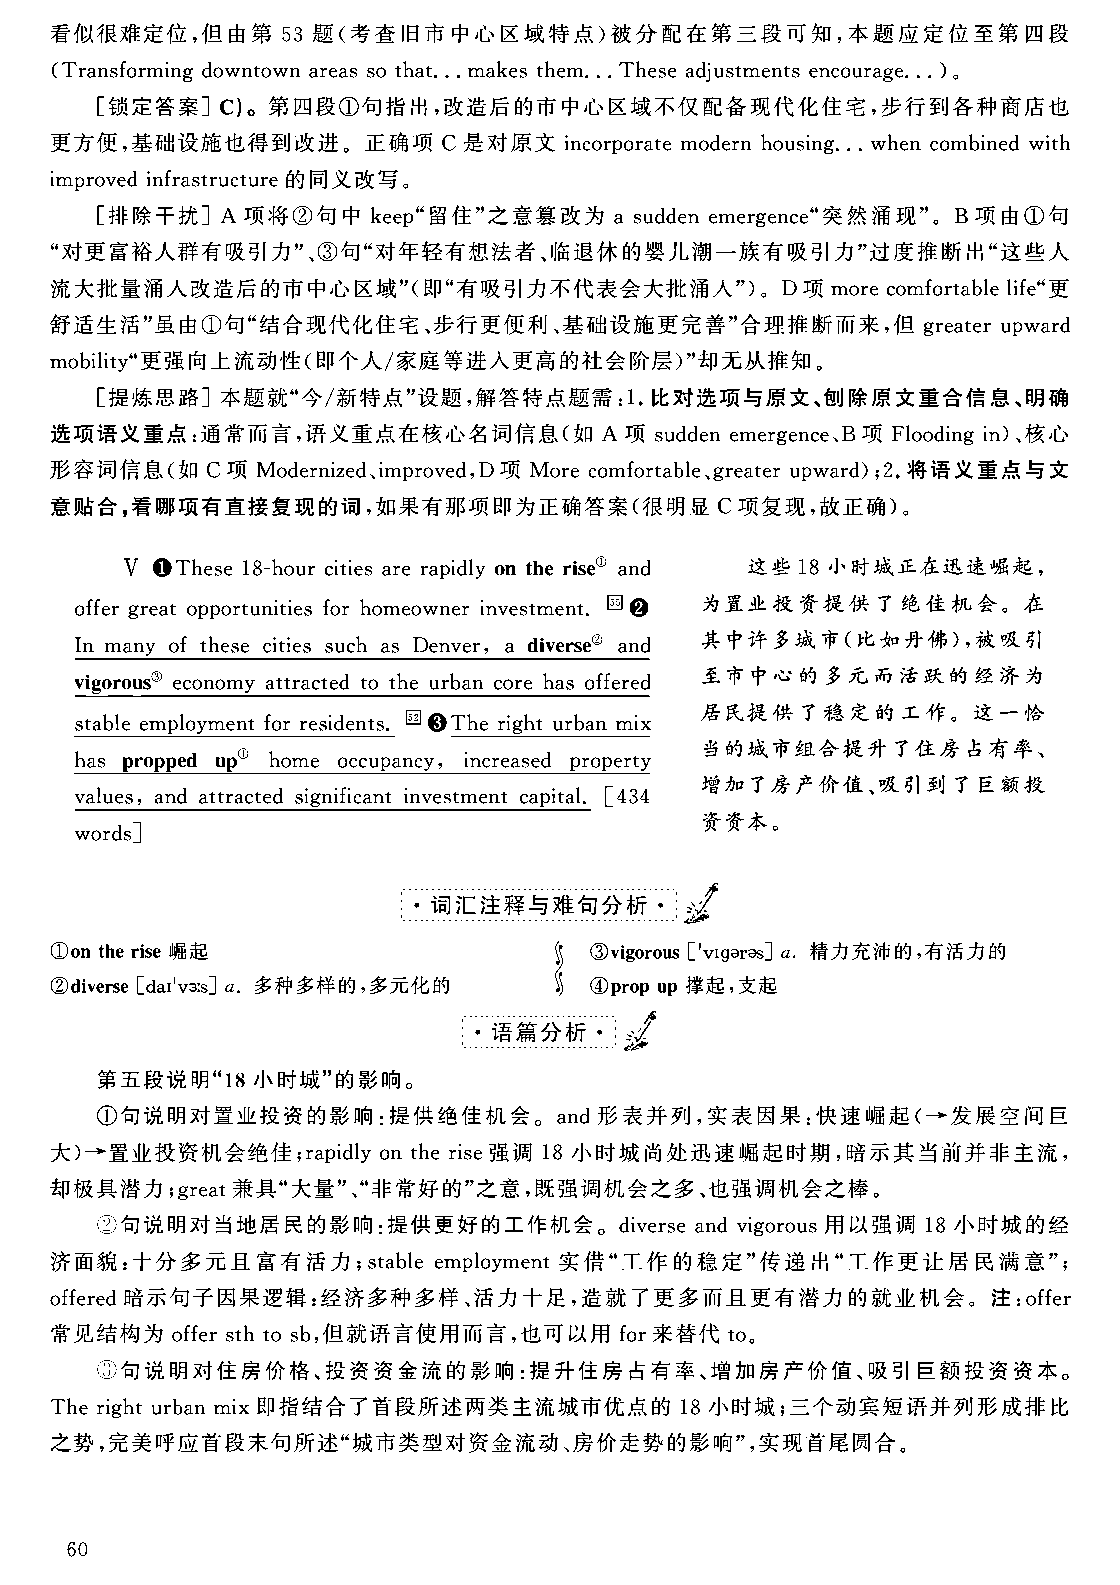 看似很难定位,但由第 53 题(考查旧市中心区域特点)被分配在第三段可知,本题应定位至第四段
(Transforming downtown areas so that...makes them...These adjustments encourage...)。
[锁定答案] C)。第四段①句指出,改造后的市中心区域不仅配备现代化住宅,步行到各种商店也
更方便,基础设施也得到改进。正确项 C 是对原文 incorporate modern housing...when combined with
improved infrastructure 的同义改写。
[排除干扰] A 项将②句中 keep“留住”之意篡改为 a sudden emergence“突然涌现”。B 项由①句
“对更富裕人群有吸引力”、③句“对年轻有想法者、临退休的婴儿潮一族有吸引力”过度推断出“这些人
流大批量涌入改造后的市中心区域”(即“有吸引力不代表会大批涌入”)。D 项 more comfortable life“更
舒适生活”虽由①句“结合现代化住宅、步行更便利、基础设施更完善”合理推断而来,但 greater upward
mobility“更强向上流动性(即个人/家庭等进入更高的社会阶层)”却无从推知。
[提炼思路] 本题就“今/新特点”设题,解答特点题需:1.比对选项与原文、刨除原文重合信息、明确
选项语义重点:通常而言,语义重点在核心名词信息(如 A 项 sudden emergence、B 项 Flooding in)、核心
形容词信息(如 C 项 Modernized、improved,D 项 More comfortable、greater upward);2.将语义重点与文
意贴合,看哪项有直接复现的词,如果有那项即为正确答案(很明显 C 项复现,故正确)。
V ❶These 18-hour cities are rapidly on the rise① and
offer great opportunities for homeowner investment. [55] ❷
In many of these cities such as Denver, a diverse② and
vigorous③ economy attracted to the urban core has offered
stable employment for residents. [52] ❸The right urban mix
has propped up① home occupancy, increased property
values, and attracted significant investment capital. [434
words]
这些 18 小时城正在迅速崛起,
为置业投资提供了绝佳机会。在
其中许多城市(比如丹佛),被吸引
至市中心的多元而活跃的经济为
居民提供了稳定的工作。这一恰
当的城市组合提升了住房占有率、
增加了房产价值、吸引到了巨额投
资资本。
·词汇注释与难句分析·
①on the rise 崛起
②diverse [daɪˈvɜːs] a. 多种多样的,多元化的
③vigorous [ˈvɪɡərəs] a. 精力充沛的,有活力的
④prop up 撑起,支起
·语篇分析·
第五段说明“18 小时城”的影响。
①句说明对置业投资的影响:提供绝佳机会。and 形表并列,实表因果:快速崛起(→发展空间巨
大)→置业投资机会绝佳;rapidly on the rise 强调 18 小时城尚处迅速崛起时期,暗示其当前并非主流,
却极具潜力;great 兼具“大量”、“非常好的”之意,既强调机会之多、也强调机会之棒。
②句说明对当地居民的影响:提供更好的工作机会。diverse and vigorous 用以强调 18 小时城的经
济面貌:十分多元且富有活力;stable employment 实借“工作的稳定”传递出“工作更让居民满意”;
offered 暗示句子因果逻辑:经济多种多样、活力十足,造就了更多而且更有潜力的就业机会。注:offer
常见结构为 offer sth to sb,但就语言使用而言,也可以用 for 来替代 to。
③句说明对住房价格、投资资金流的影响:提升住房占有率、增加房产价值、吸引巨额投资资本。
The right urban mix 即指结合了首段所述两类主流城市优点的 18 小时城;三个动宾短语并列形成排比
之势,完美呼应首段末句所述“城市类型对资金流动、房价走势的影响”,实现首尾圆合。
60